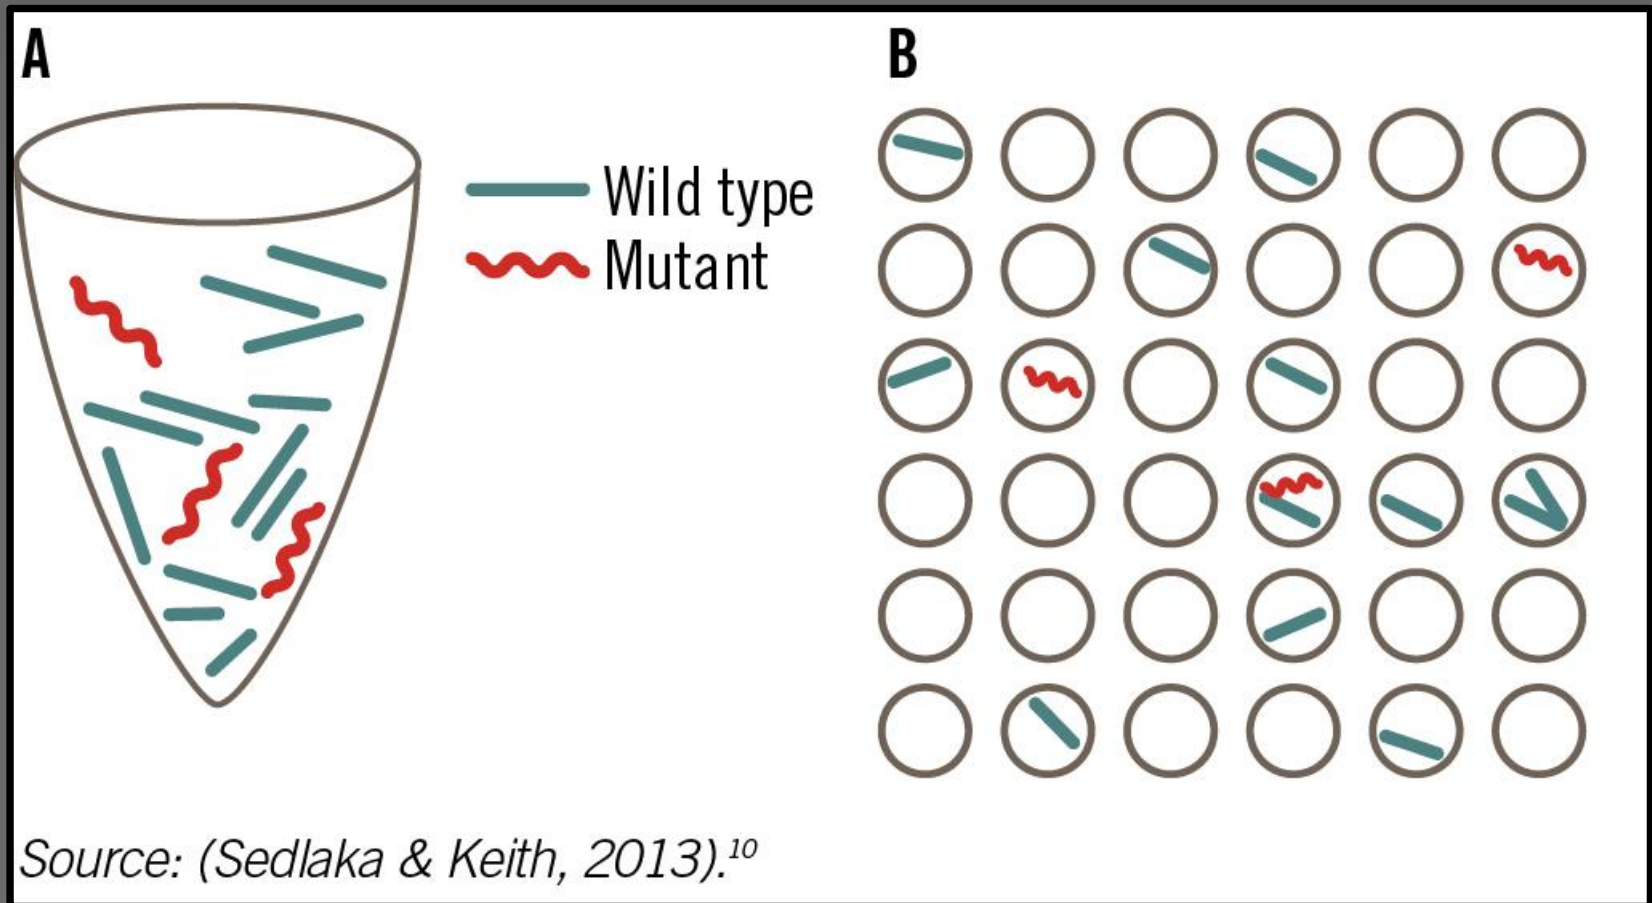 A
B
Wild type
Mutant
Source: (Sedlaka & Keith, 2013).10